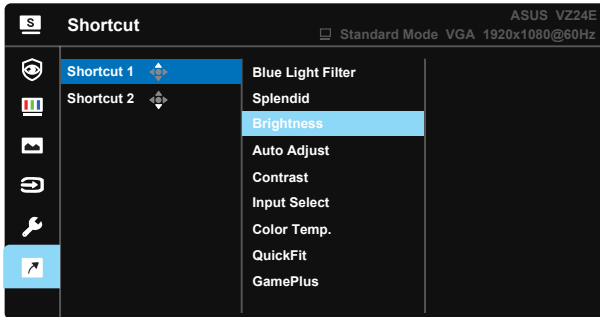 S
Shortcut
ASUS VZ24E
Standard Mode VGA 1920x1080@60Hz
Shortcut 1
Shortcut 2
Blue Light Filter
Splendid
Brightness
Auto Adjust
Contrast
Input Select
Color Temp.
QuickFit
GamePlus